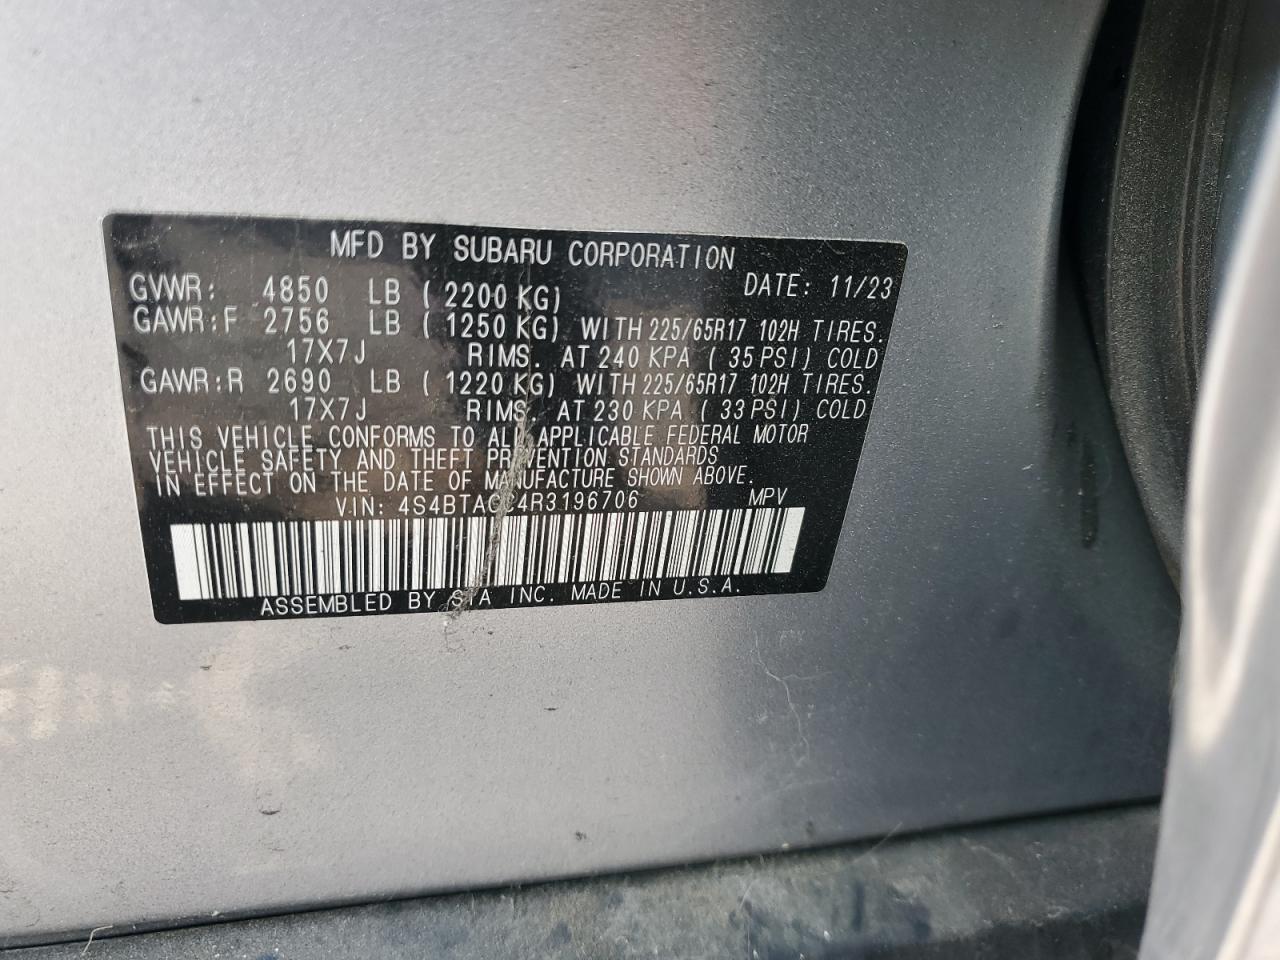 MFD BY SUBARU CORPORATION
GVWR: 4850 LB (2200 KG) DATE: 11/23
GAWR:F 2756 LB (1250 KG) WITH 225/65R17 102H TIRES.
17X7J RIMS. AT 240 KPA (35 PSI) COLD
GAWR:R 2690 LB (1220 KG) WITH 225/65R17 102H TIRES.
17X7J RIMS. AT 230 KPA (33 PSI) COLD
THIS VEHICLE CONFORMS TO ALL APPLICABLE FEDERAL MOTOR
VEHICLE SAFETY AND THEFT PREVENTION STANDARDS
IN EFFECT ON THE DATE OF MANUFACTURE SHOWN ABOVE.
VIN: MPV
ASSEMBLED BY SIA INC. MADE IN U.S.A.